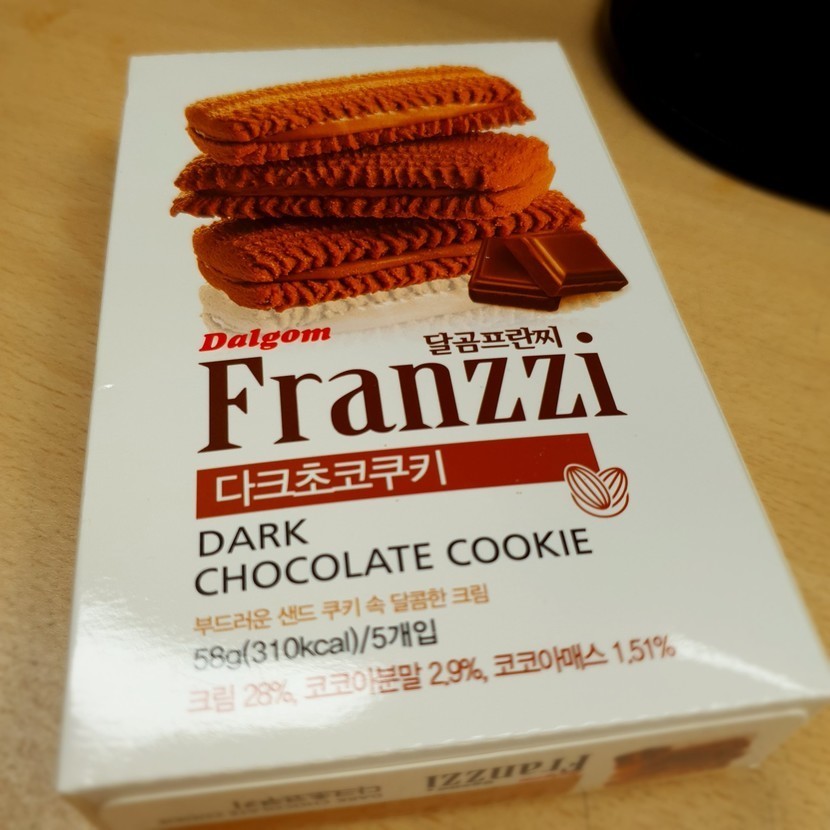 Dalgom
달곰프란찌
Franzzi
다크초코쿠키
DARK
CHOCOLATE COOKIE
부드러운 샌드 쿠키 속 달콤한 크림
58g(310kcal)/5개입
크림 28%, 코코아분말 2.9%, 코코아매스 1.51%
Franzzi